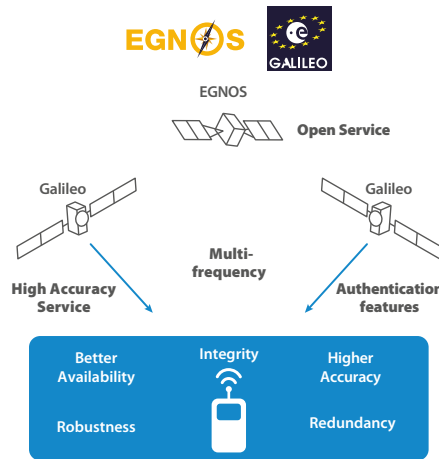 EGNOS
GALILEO
EGNOS
Open Service
Galileo
Galileo
Multi-
frequency
High Accuracy
Service
Authentication
features
Better
Availability
Integrity
Higher
Accuracy
Robustness
Redundancy